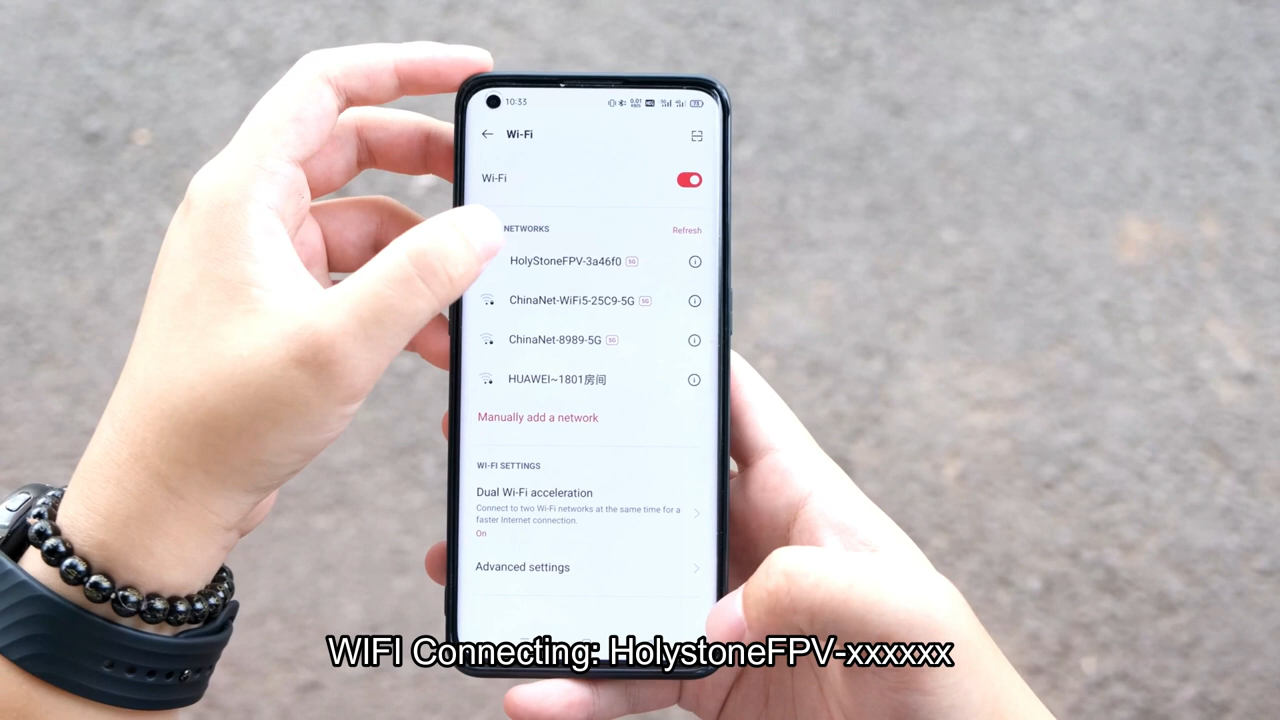 10:33
Wi-Fi
Wi-Fi
NETWORKS
Refresh
HolyStoneFPV-3a46f0 5G
ChinaNet-WiFi5-25C9-5G 5G
ChinaNet-8989-5G 5G
HUAWEI~1801房间
Manually add a network
WI-FI SETTINGS
Dual Wi-Fi acceleration
Connect to two Wi-Fi networks at the same time for a
faster Internet connection.
On
Advanced settings
WIFI Connecting: HolystoneFPV-xxxxxx